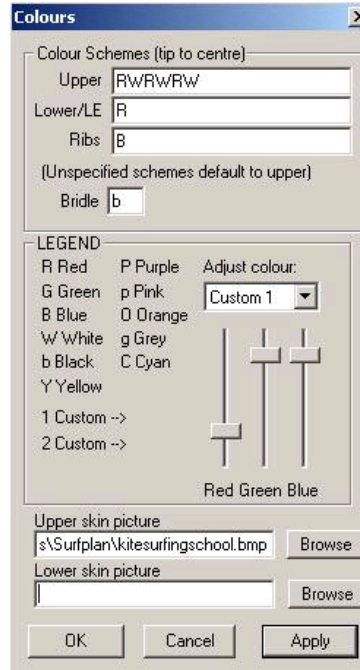 Colours
Colour Schemes (tip to centre)
Upper RWRWRW
Lower/LE R
Ribs B
(Unspecified schemes default to upper)
Bridle b
LEGEND
R Red P Purple Adjust colour:
G Green p Pink Custom 1
B Blue O Orange
W White g Grey
b Black C Cyan
Y Yellow
1 Custom -->
2 Custom -->
Red Green Blue
Upper skin picture
s\Surfplan\kitesurfingschool.bmp Browse
Lower skin picture
Browse
OK Cancel Apply